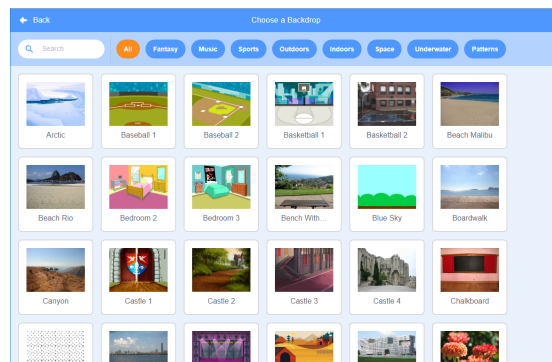 Back
Choose a Backdrop
Search
All Fantasy Music Sports Outdoors Indoors Space Underwater Patterns
Arctic Baseball 1 Baseball 2 Basketball 1 Basketball 2 Beach Malibu
Beach Rio Bedroom 2 Bedroom 3 Bench With... Blue Sky Boardwalk
Canyon Castle 1 Castle 2 Castle 3 Castle 4 Chalkboard